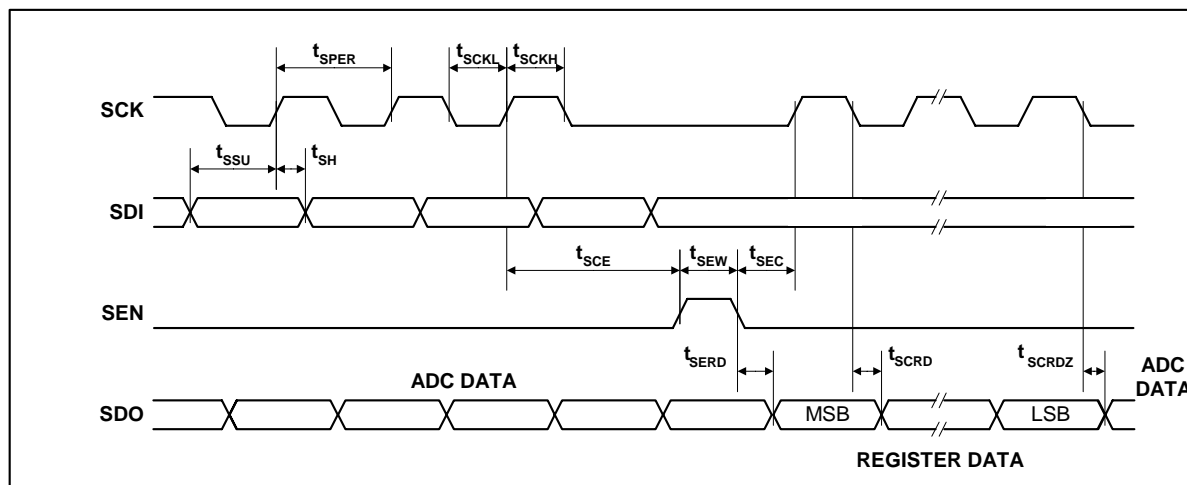 tSPER
tSCKL
tSCKH
SCK
tSSU
tSH
SDI
tSCE
tSEW
tSEC
SEN
tSERD
tSCRD
tSCRDZ
ADC DATA
ADC
DATA
SDO
MSB
LSB
REGISTER DATA